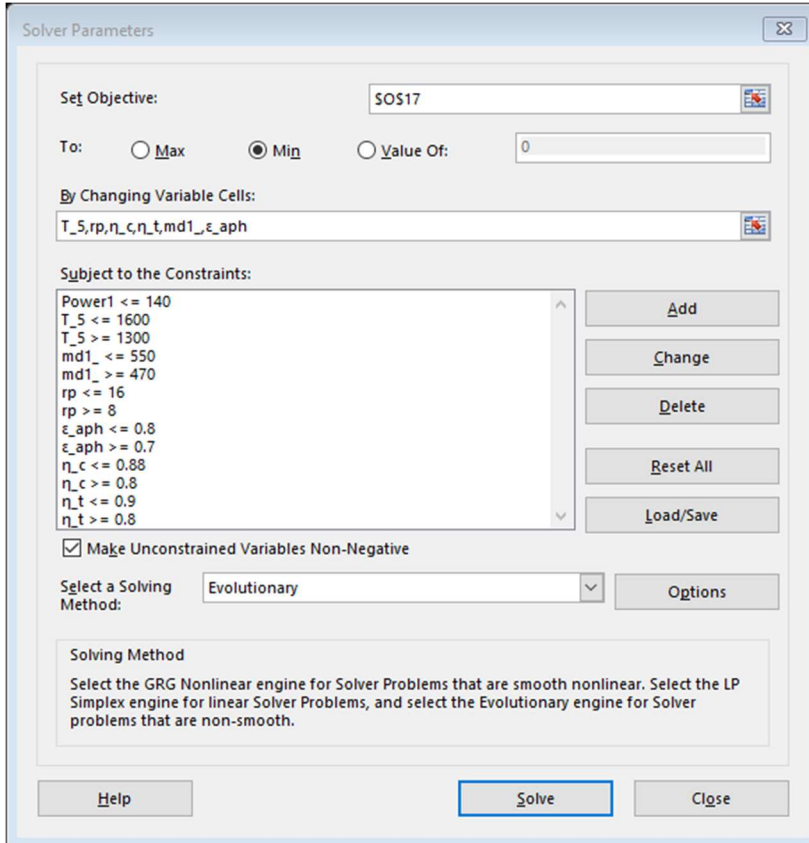 Solver Parameters
Set Objective:
$O$17
To:
Max
Min
Value Of:
0
By Changing Variable Cells:
T_5,rp,η_c,η_t,md1_,ε_aph
Subject to the Constraints:
Power1 <= 140
T_5 <= 1600
T_5 >= 1300
md1_ <= 550
md1_ >= 470
rp <= 16
rp >= 8
ε_aph <= 0.8
ε_aph >= 0.7
η_c <= 0.88
η_c >= 0.8
η_t <= 0.9
η_t >= 0.8
Add
Change
Delete
Reset All
Load/Save
Make Unconstrained Variables Non-Negative
Select a Solving
Method:
Evolutionary
Options
Solving Method
Select the GRG Nonlinear engine for Solver Problems that are smooth nonlinear. Select the LP
Simplex engine for linear Solver Problems, and select the Evolutionary engine for Solver
problems that are non-smooth.
Help
Solve
Close